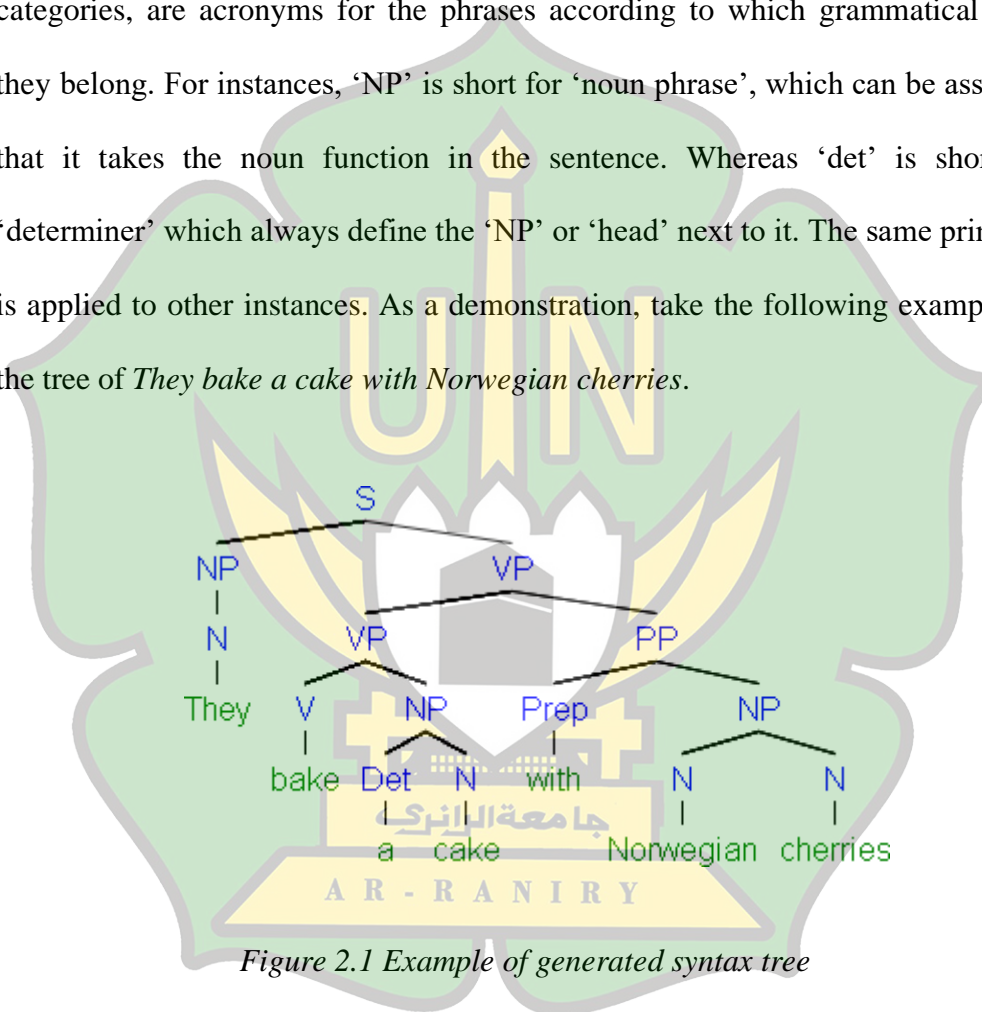 categories, are acronyms for the phrases according to which grammatical
they belong. For instances, ‘NP’ is short for ‘noun phrase’, which can be ass
that it takes the noun function in the sentence. Whereas ‘det’ is shor
‘determiner’ which always define the ‘NP’ or ‘head’ next to it. The same prin
is applied to other instances. As a demonstration, take the following examp
the tree of They bake a cake with Norwegian cherries.
UIN
S
NP VP
N VP PP
They V NP Prep NP
bake Det N with N N
جامعةالرانري
a cake Norwegian cherries
AR-RANIRY
Figure 2.1 Example of generated syntax tree